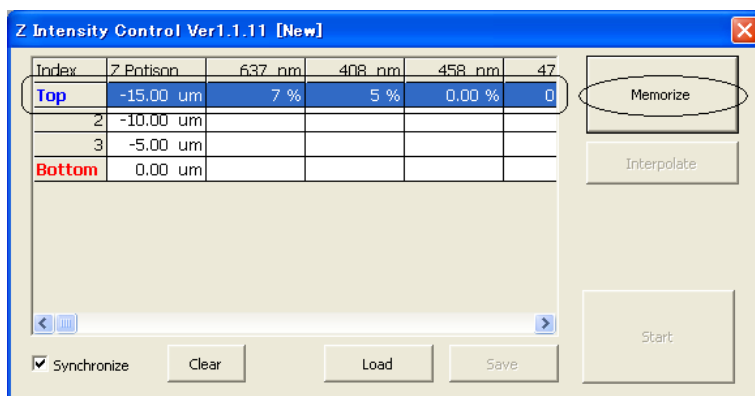 Z Intensity Control Ver1.1.11 [New]
Index Z Potison 637 nm 408 nm 458 nm 47
Top -15.00 um 7 % 5 % 0.00 % 0
2 -10.00 um
3 -5.00 um
Bottom 0.00 um
Memorize
Interpolate
Start
Synchronize Clear Load Save